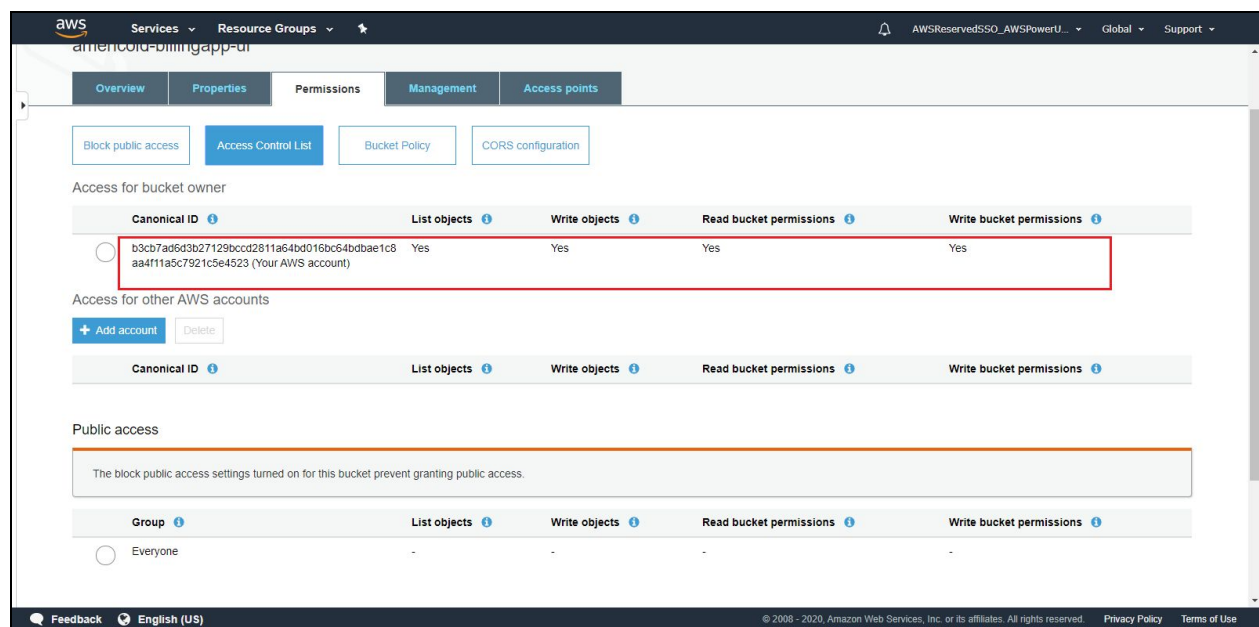 aws Services Resource Groups AWSReservedSSO_AWSPowerU... Global Support
americold-billingapp-ui
Overview Properties Permissions Management Access points
Block public access Access Control List Bucket Policy CORS configuration
Access for bucket owner
Canonical ID List objects Write objects Read bucket permissions Write bucket permissions
b3cb7ad6d3b27129bccd2811a64bd016bc64bdbae1c8 Yes Yes Yes Yes
aa4f11a5c7921c5e4523 (Your AWS account)
Access for other AWS accounts
+ Add account Delete
Canonical ID List objects Write objects Read bucket permissions Write bucket permissions
Public access
The block public access settings turned on for this bucket prevent granting public access.
Group List objects Write objects Read bucket permissions Write bucket permissions
Everyone - - - -
Feedback English (US) © 2008 - 2020, Amazon Web Services, Inc. or its affiliates. All rights reserved. Privacy Policy Terms of Use